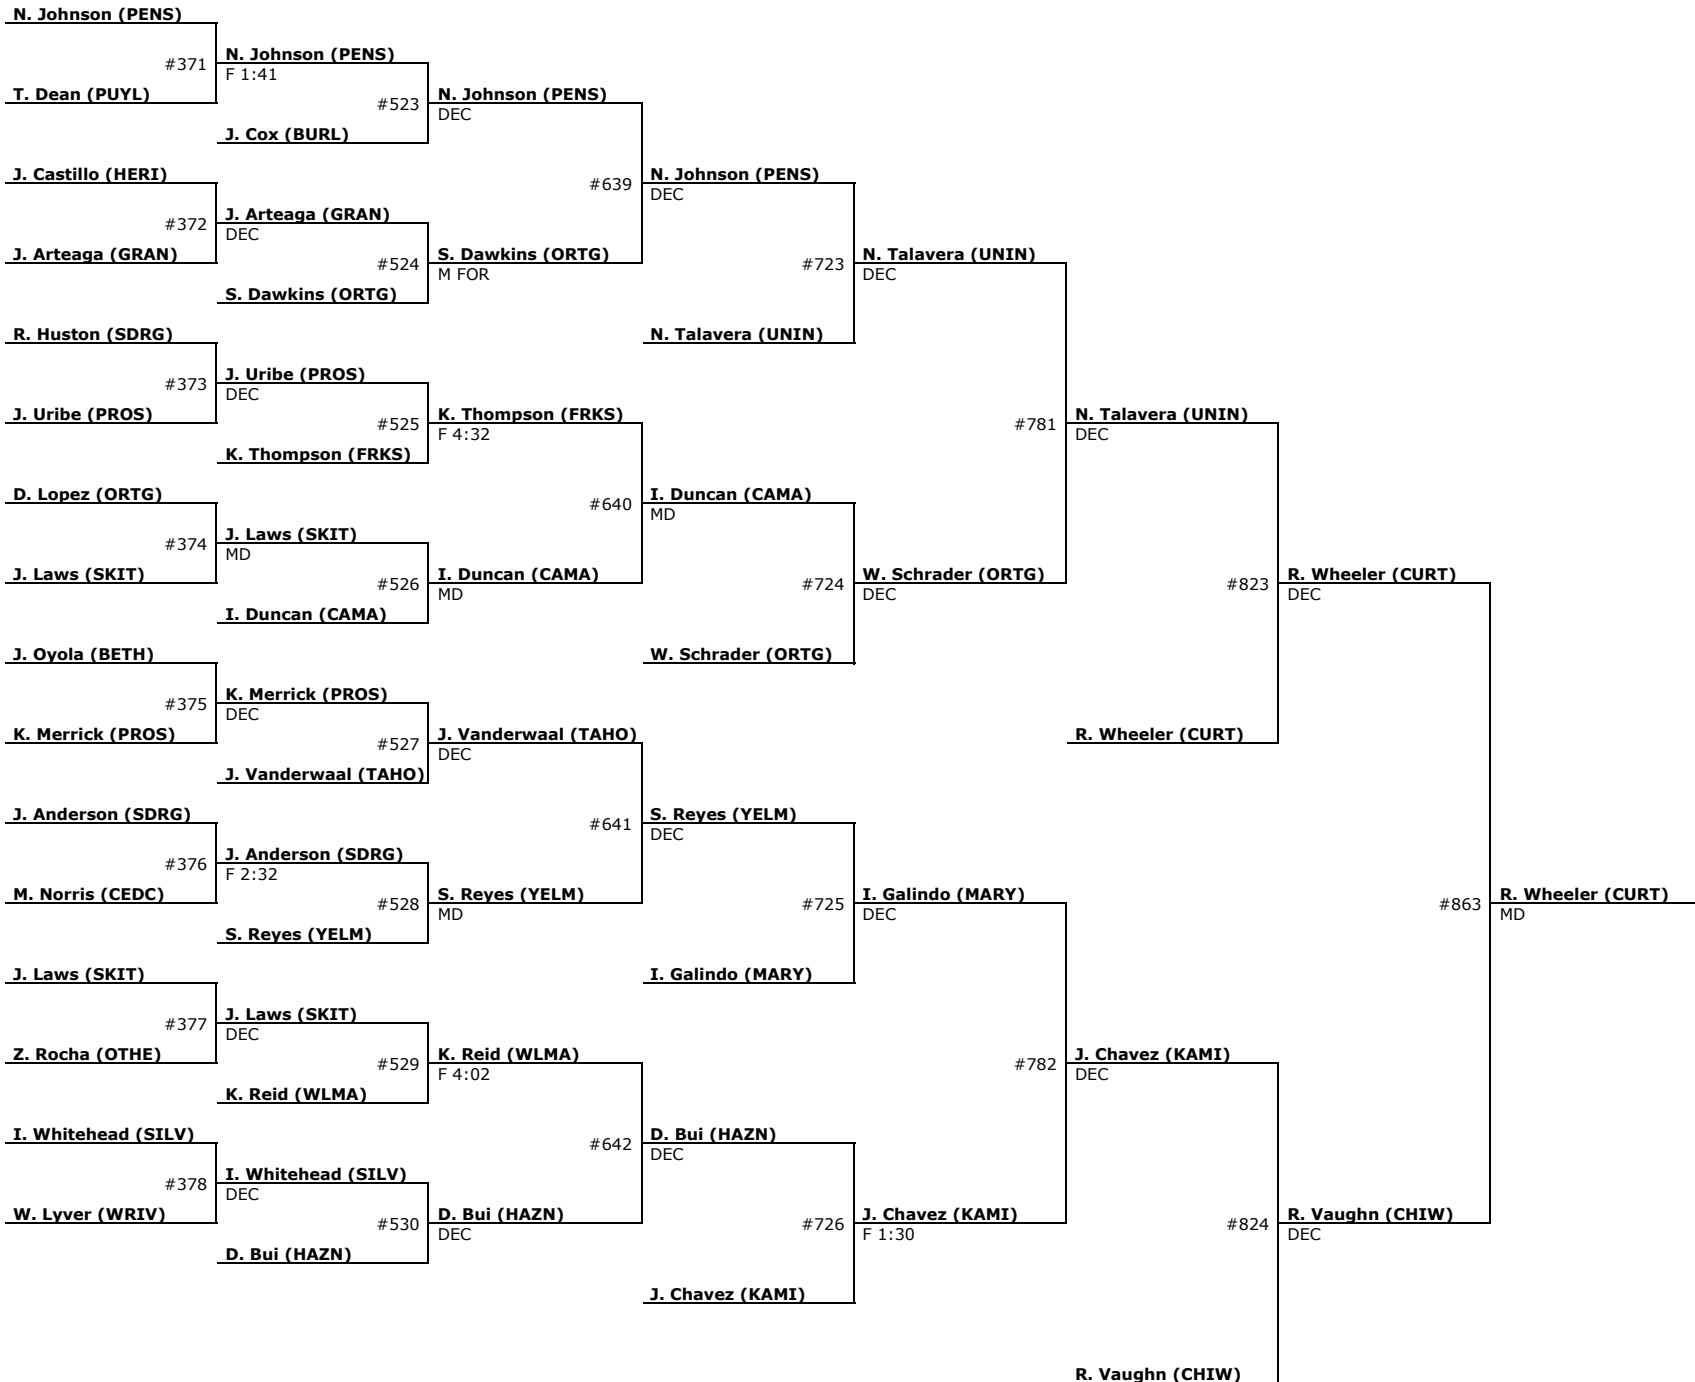 N. Johnson (PENS)
#371
T. Dean (PUYL)
N. Johnson (PENS)
F 1:41
#523
J. Cox (BURL)
N. Johnson (PENS)
DEC
J. Castillo (HERI)
#372
J. Arteaga (GRAN)
J. Arteaga (GRAN)
DEC
#524
S. Dawkins (ORTG)
S. Dawkins (ORTG)
M FOR
#639
N. Johnson (PENS)
DEC
R. Huston (SDRG)
#373
J. Uribe (PROS)
J. Uribe (PROS)
DEC
#525
K. Thompson (FRKS)
K. Thompson (FRKS)
F 4:32
D. Lopez (ORTG)
#374
J. Laws (SKIT)
J. Laws (SKIT)
MD
#526
I. Duncan (CAMA)
I. Duncan (CAMA)
MD
#640
I. Duncan (CAMA)
MD
#723
N. Talavera (UNIN)
N. Talavera (UNIN)
DEC
#724
W. Schrader (ORTG)
W. Schrader (ORTG)
DEC
#781
N. Talavera (UNIN)
DEC
J. Oyola (BETH)
#375
K. Merrick (PROS)
K. Merrick (PROS)
DEC
#527
J. Vanderwaal (TAHO)
J. Vanderwaal (TAHO)
DEC
J. Anderson (SDRG)
#376
M. Norris (CEDC)
J. Anderson (SDRG)
F 2:32
#528
S. Reyes (YELM)
S. Reyes (YELM)
MD
#641
S. Reyes (YELM)
DEC
J. Laws (SKIT)
#377
Z. Rocha (OTHE)
J. Laws (SKIT)
DEC
#529
K. Reid (WLMA)
K. Reid (WLMA)
F 4:02
I. Whitehead (SILV)
#378
W. Lyver (WRIV)
I. Whitehead (SILV)
DEC
#530
D. Bui (HAZN)
D. Bui (HAZN)
DEC
#642
D. Bui (HAZN)
DEC
#725
I. Galindo (MARY)
I. Galindo (MARY)
DEC
#726
J. Chavez (KAMI)
J. Chavez (KAMI)
F 1:30
#782
J. Chavez (KAMI)
DEC
#823
R. Wheeler (CURT)
R. Wheeler (CURT)
DEC
#824
R. Vaughn (CHIW)
R. Vaughn (CHIW)
DEC
#863
R. Wheeler (CURT)
MD